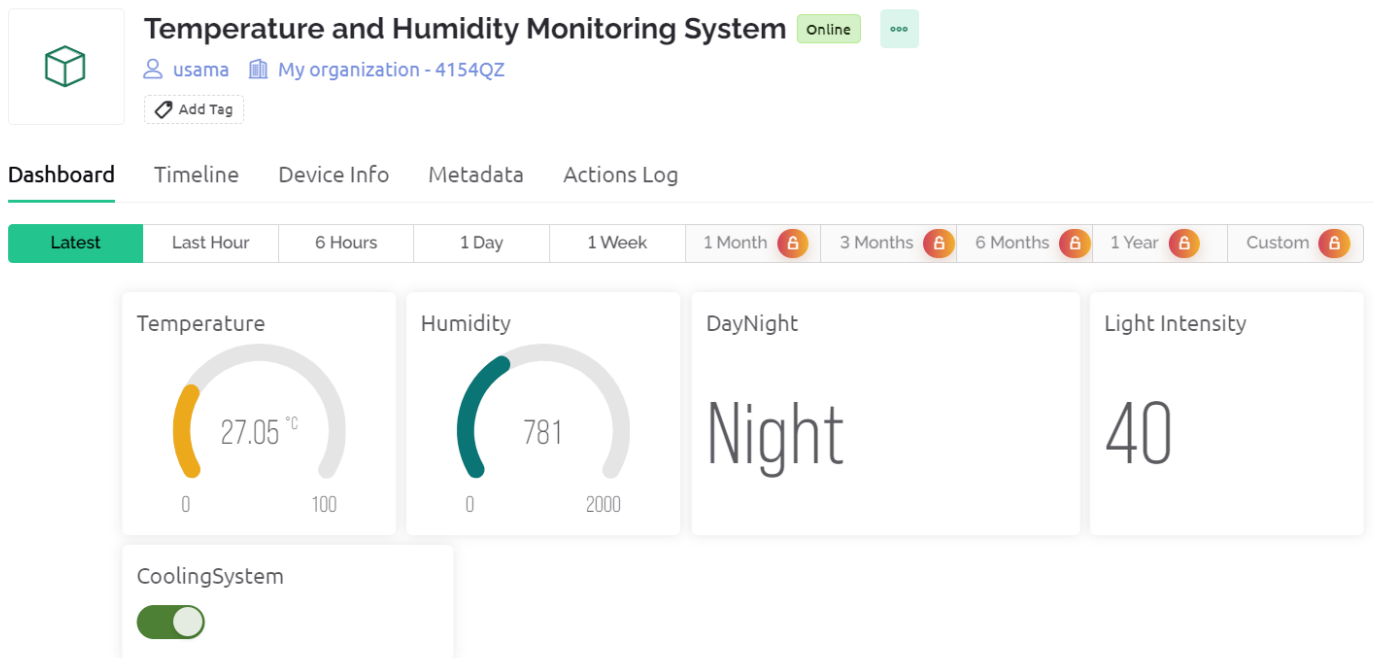 Temperature and Humidity Monitoring System Online
usama My organization - 4154QZ
Add Tag
Dashboard Timeline Device Info Metadata Actions Log
Latest Last Hour 6 Hours 1 Day 1 Week 1 Month 3 Months 6 Months 1 Year Custom
Temperature Humidity DayNight Light Intensity
27.05 °C 781 Night 40
0 100 0 2000
CoolingSystem